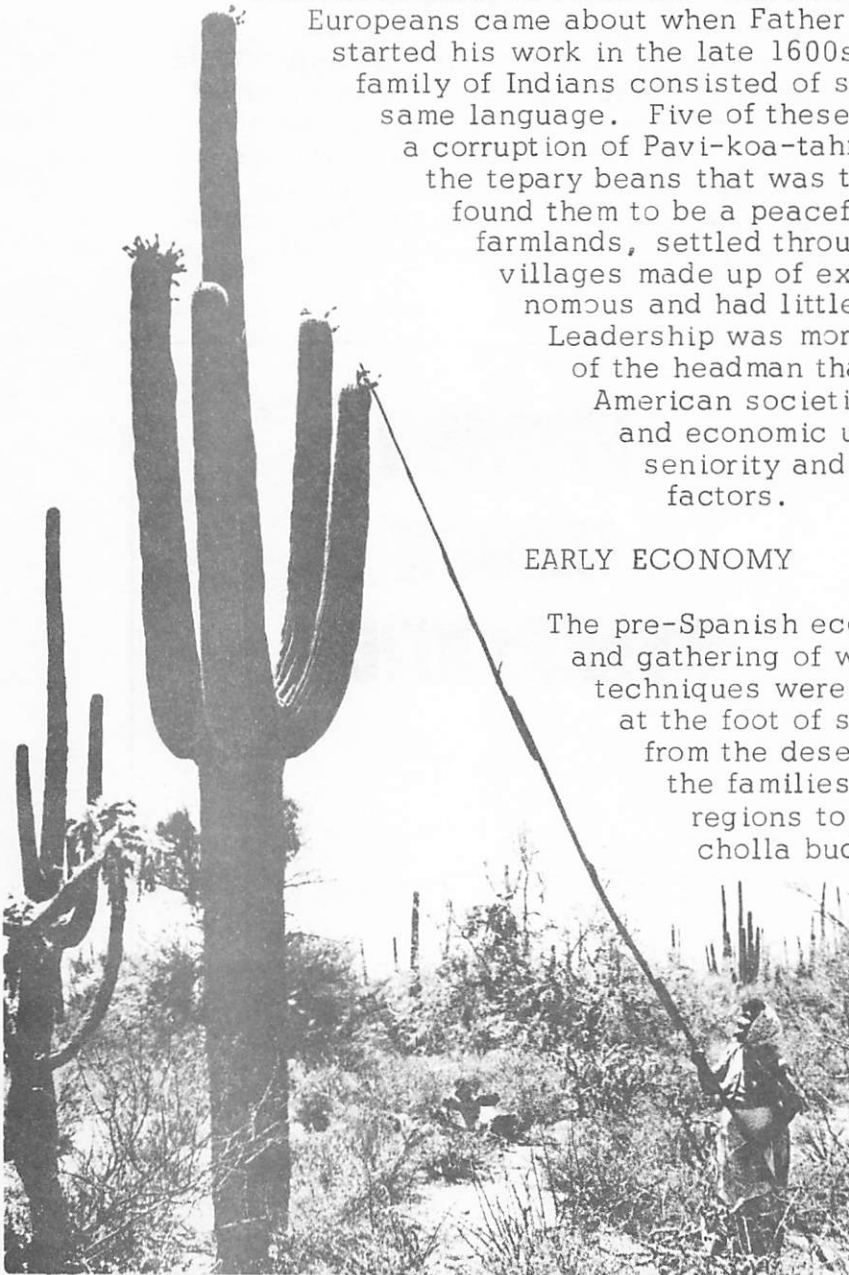 Europeans came about when Father
started his work in the late 1600s
family of Indians consisted of s
same language. Five of these
a corruption of Pavi-koa-tah
the tepary beans that was t
found them to be a peacef
farmlands, settled throu
villages made up of ex
nomous and had little
Leadership was mor
of the headman tha
American societi
and economic u
seniority and
factors.
EARLY ECONOMY
The pre-Spanish ec
and gathering of w
techniques were
at the foot of s
from the dese
the families
regions to
cholla bu